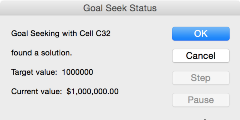 Goal Seek Status
Goal Seeking with Cell C32
found a solution.
Target value: 1000000
Current value: $1,000,000.00
OK
Cancel
Step
Pause